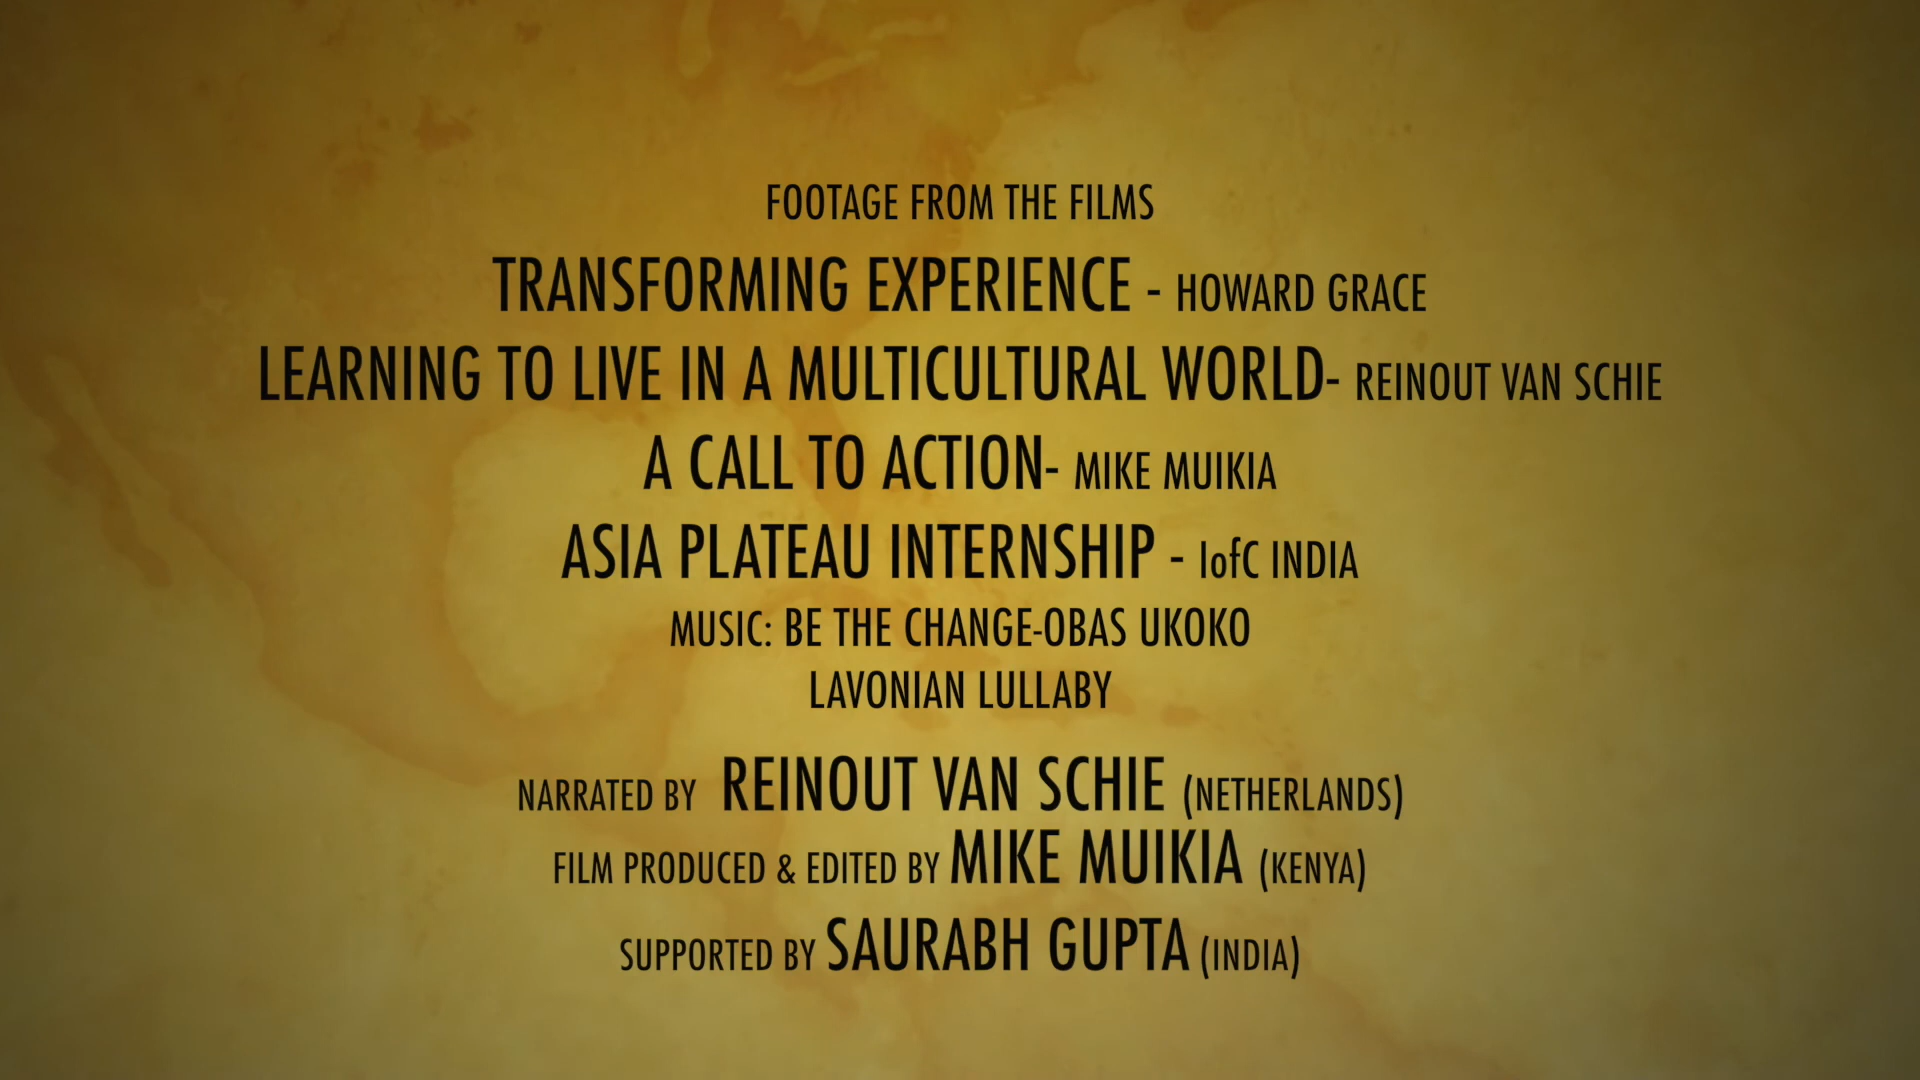 FOOTAGE FROM THE FILMS
TRANSFORMING EXPERIENCE - HOWARD GRACE
LEARNING TO LIVE IN A MULTICULTURAL WORLD- REINOUT VAN SCHIE
A CALL TO ACTION- MIKE MUIKIA
ASIA PLATEAU INTERNSHIP - IofC INDIA
MUSIC: BE THE CHANGE-OBAS UKOKO
LAVONIAN LULLABY
NARRATED BY REINOUT VAN SCHIE (NETHERLANDS)
FILM PRODUCED & EDITED BY MIKE MUIKIA (KENYA)
SUPPORTED BY SAURABH GUPTA (INDIA)